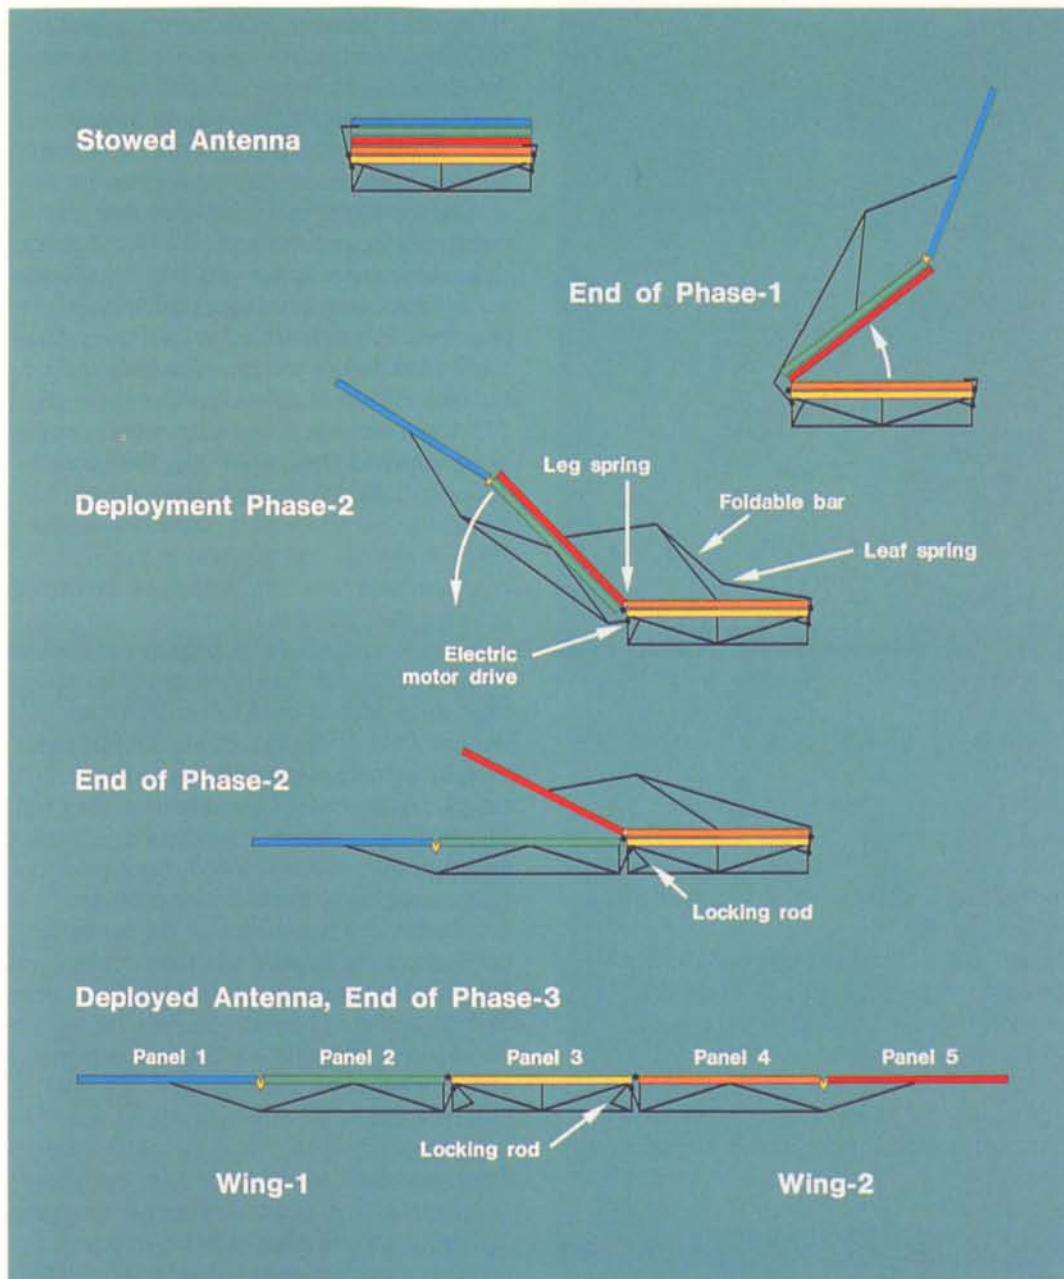 Stowed Antenna
End of Phase-1
Leg spring
Deployment Phase-2
Foldable bar
Leaf spring
Electric
motor drive
End of Phase-2
Locking rod
Deployed Antenna, End of Phase-3
Panel 1
Panel 2
Panel 3
Panel 4
Panel 5
Locking rod
Wing-1
Wing-2